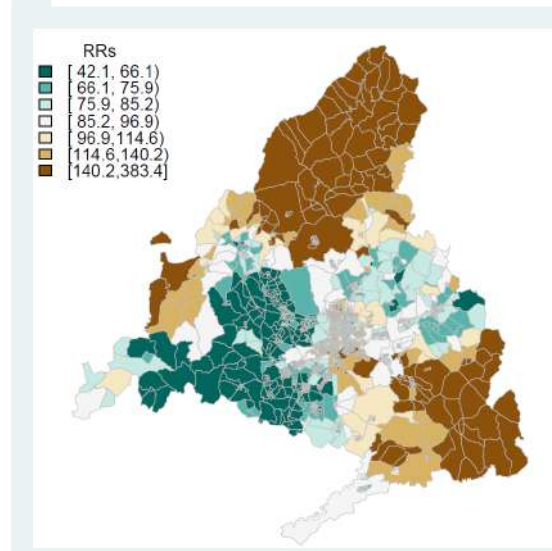 RRs
[ 42.1, 66.1)
[ 66.1, 75.9)
[ 75.9, 85.2)
[ 85.2, 96.9)
[ 96.9,114.6)
[114.6,140.2)
[140.2,383.4]